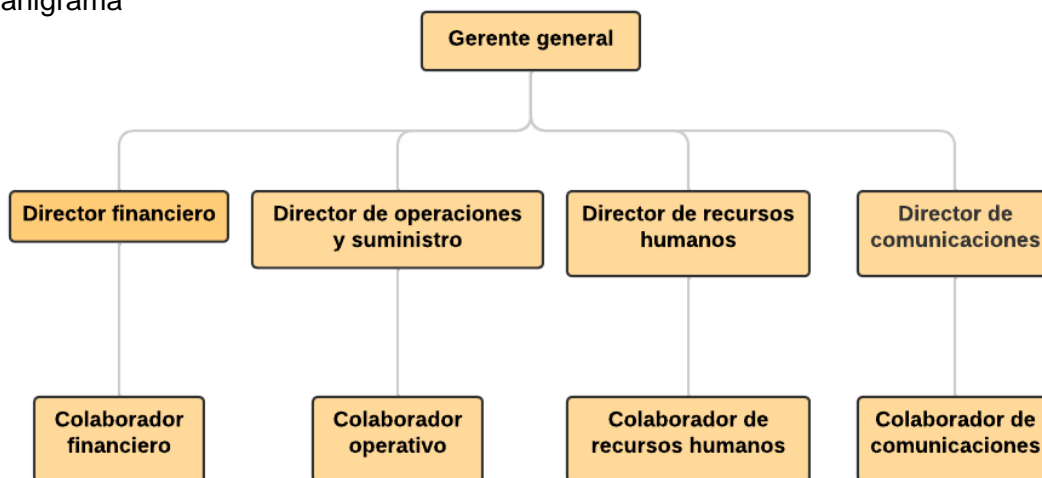 anigrama
Gerente general
Director financiero
Director de operaciones
y suministro
Director de recursos
humanos
Director de
comunicaciones
Colaborador
financiero
Colaborador
operativo
Colaborador de
recursos humanos
Colaborador de
comunicaciones